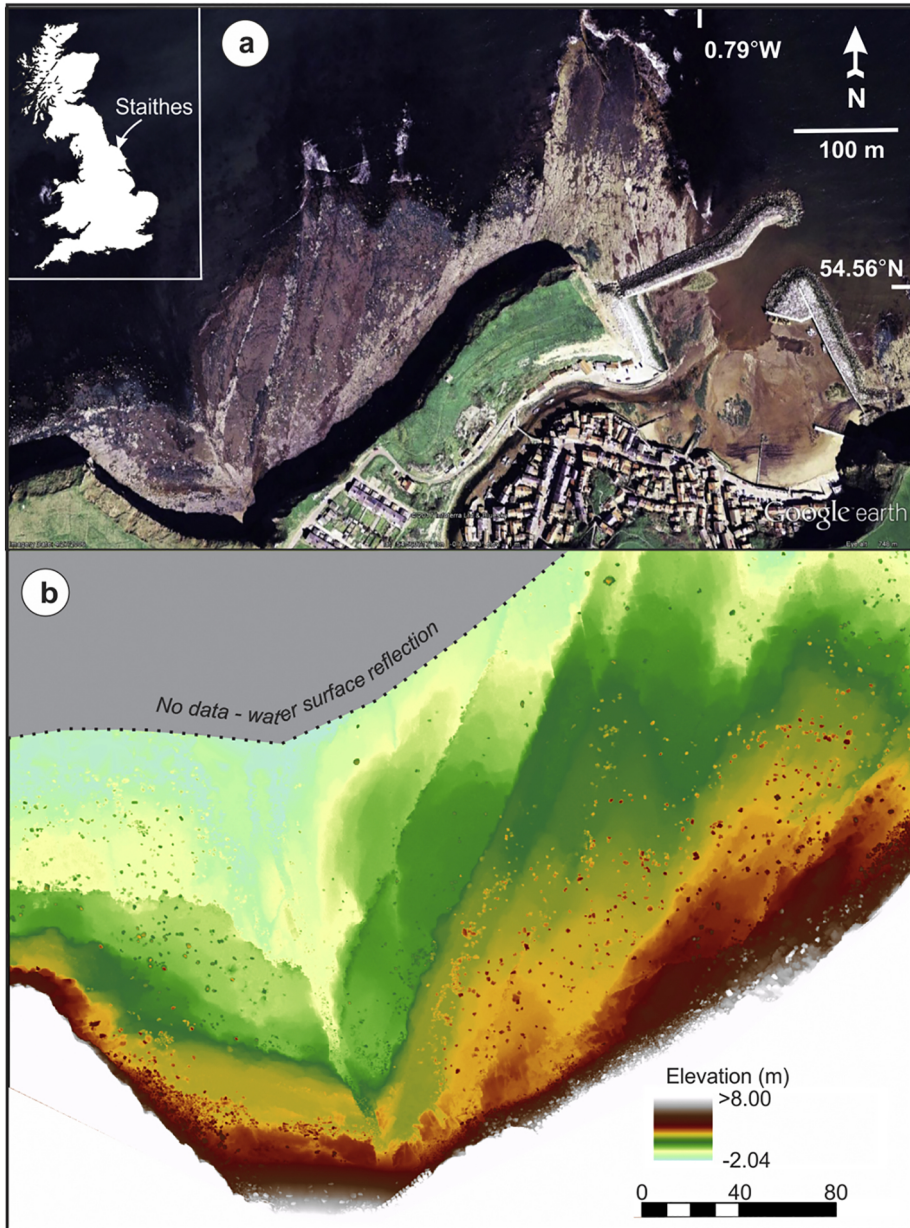 a
Staithes
0.79°W
N
100 m
54.56°N
Google earth
b
No data - water surface reflection
Elevation (m)
>8.00
-2.04
0 40 80